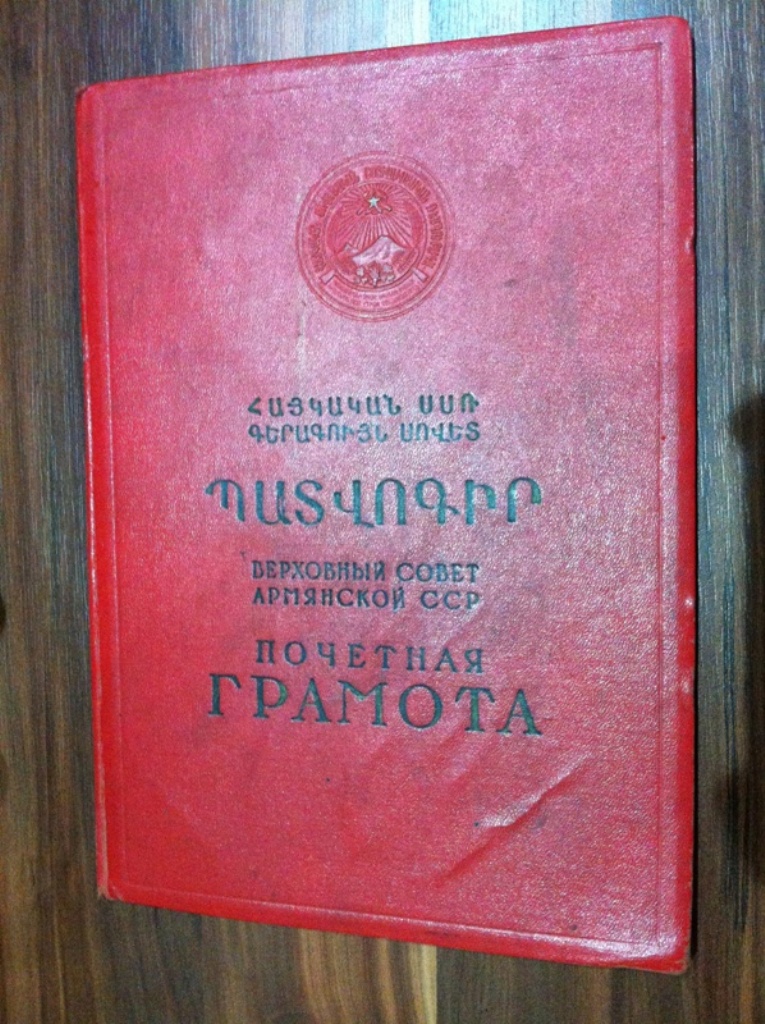 ՀԱՅԿԱԿԱՆ ՍՍՌ
ԳԵՐԱԳՈՒՅՆ ՍՈՎԵՏ
ՊԱՏՎՈԳԻՐ
ВЕРХОВНЫЙ СОВЕТ
АРМЯНСКОЙ ССР
ПОЧЕТНАЯ
ГРАМОТА